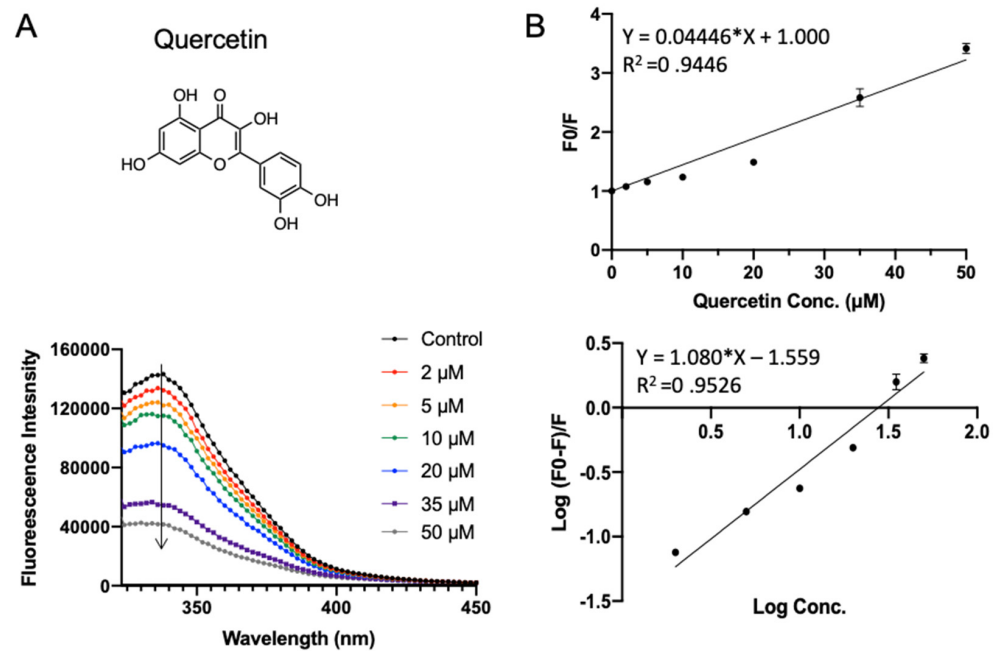 A
Quercetin
OH
O
OH
HO
O
OH
OH
160000
120000
80000
40000
0
350
400
450
Fluoresceence Intesnsity
Wavelength (nm)
Control
2 μM
5 μM
10 μM
20 μM
35 μM
50 μM
B
Y = 0.04446*X + 1.000
R² =0 .9446
4
3
2
1
0
0
10
20
30
40
50
F0/F
Quercetin Conc. (μM)
Y = 1.080*X – 1.559
R² =0 .9526
0.5
0.0
-0.5
-1.0
-1.5
0.5
1.0
1.5
2.0
Log (F0-F)/F
Log Conc.